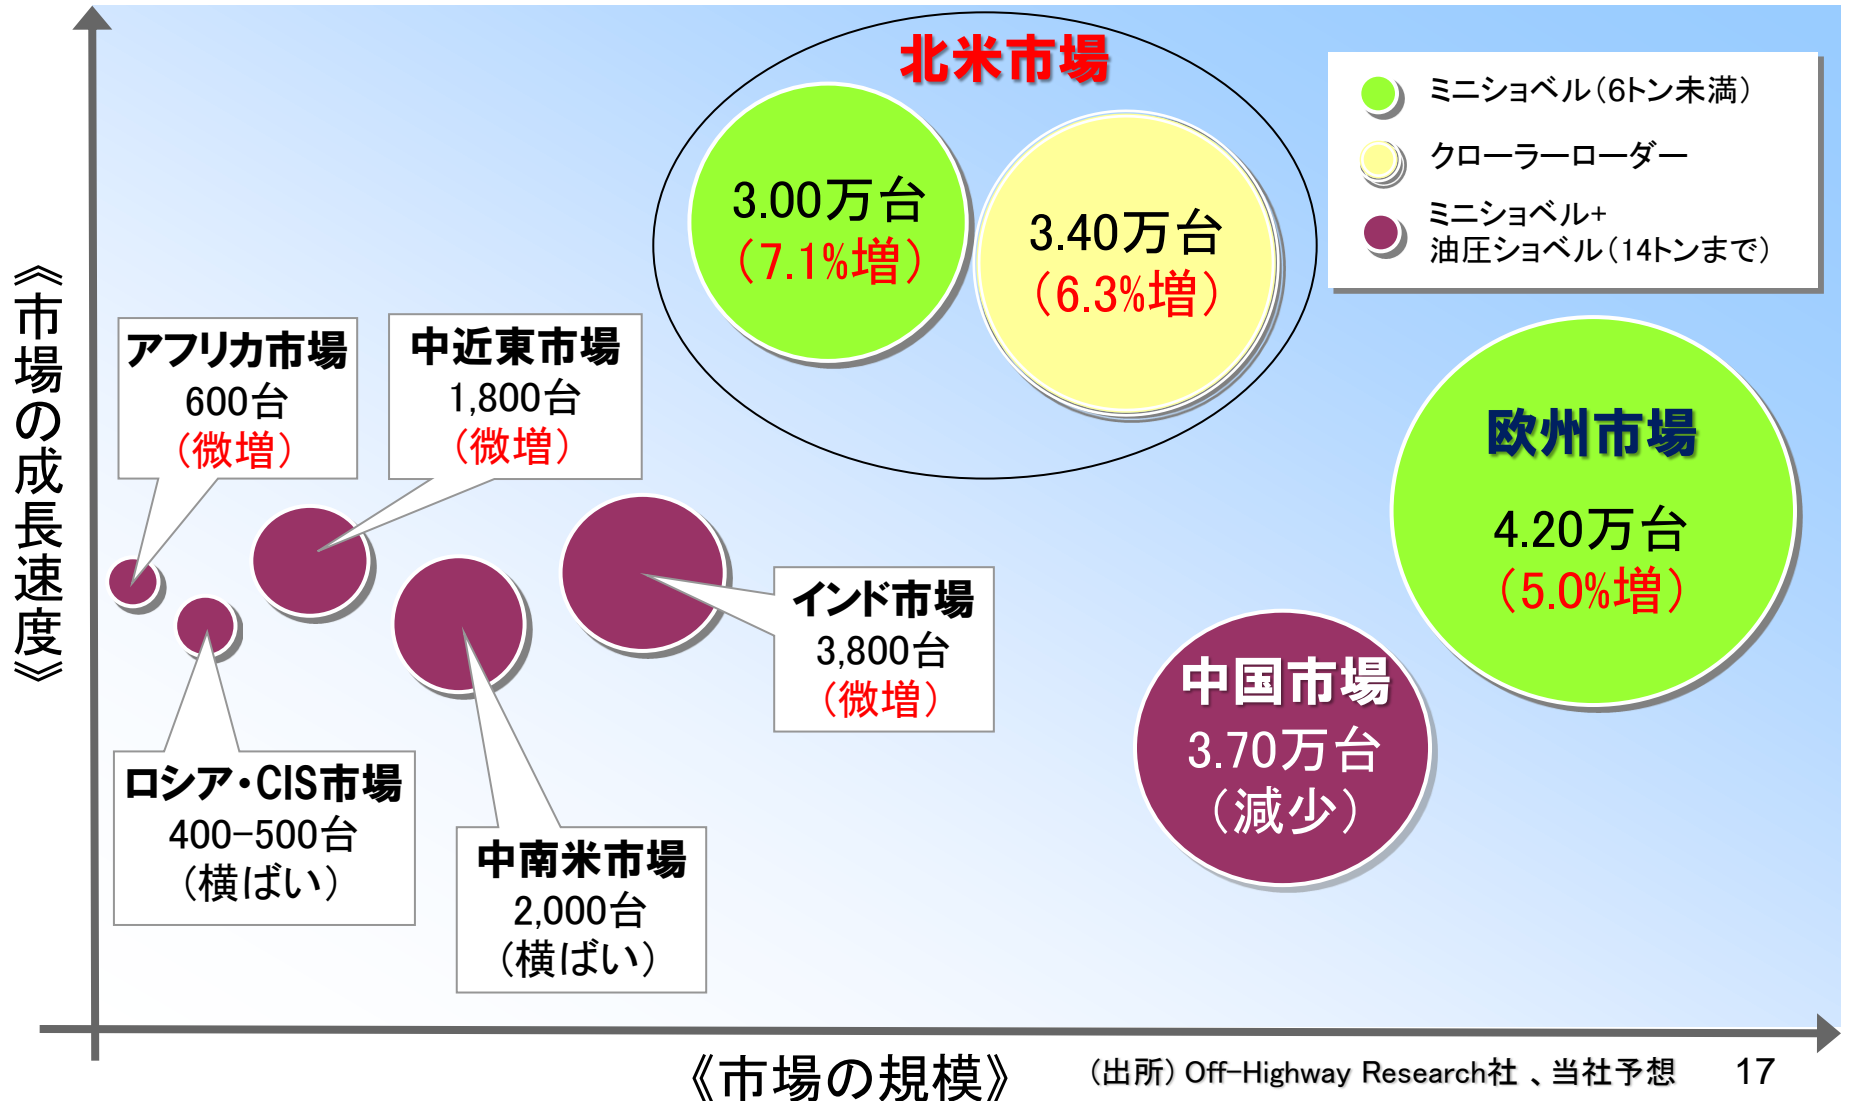 《市場の成長速度》
北米市場
3.00万台
（7.1%増）
3.40万台
（6.3%増）
ミニショベル（6トン未満）
クローラーローダー
ミニショベル+
油圧ショベル（14トンまで）
アフリカ市場
600台
（微増）
中近東市場
1,800台
（微増）
欧州市場
4.20万台
（5.0%増）
インド市場
3,800台
（微増）
中国市場
3.70万台
（減少）
ロシア・CIS市場
400-500台
（横ばい）
中南米市場
2,000台
（横ばい）
《市場の規模》
（出所）Off-Highway Research社 、当社予想
17